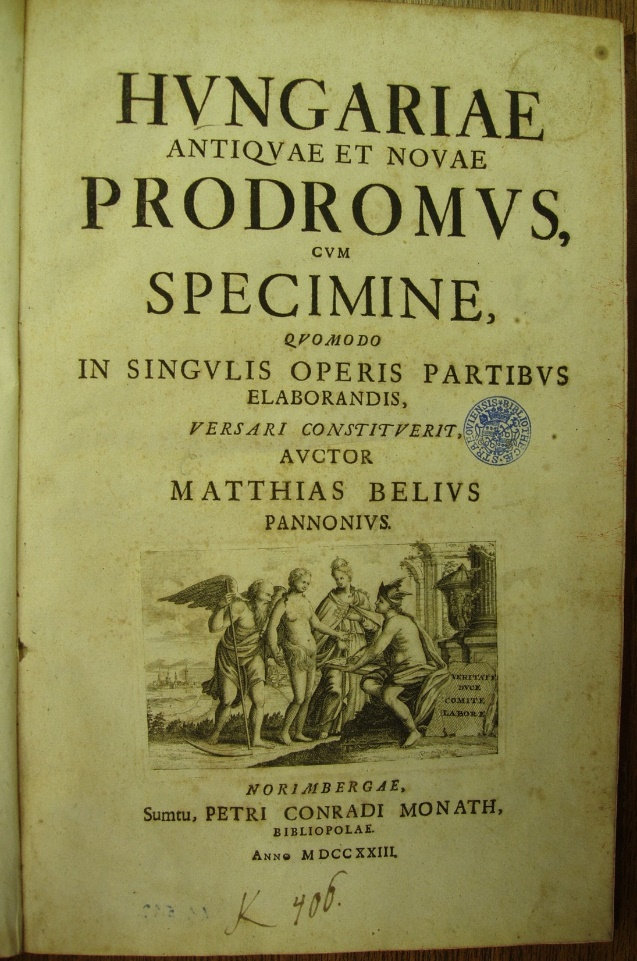 HVNGARIAE
ANTIQVAE ET NOVAE
PRODROMVS,
CVM
SPECIMINE,
QVOMODO
IN SINGVLIS OPERIS PARTIBVS
ELABORANDIS,
VERSARI CONSTITVERIT,
AVCTOR
MATTHIAS BELIVS
PANNONIVS.
VERITATE
DVCE
COMITE
LABORE
NORIMBERGAE,
Sumtu, PETRI CONRADI MONATH,
BIBLIOPOLAE.
ANNO MDCCXXIII.
K 406.